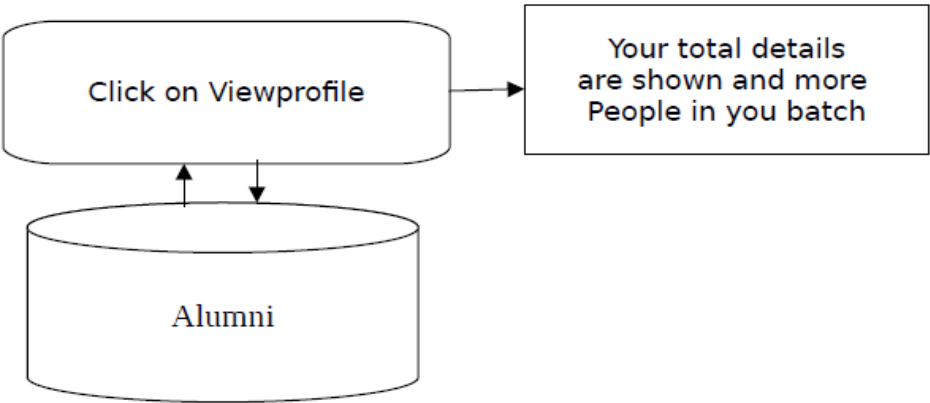 Click on Viewprofile
Your total details
are shown and more
People in you batch
Alumni